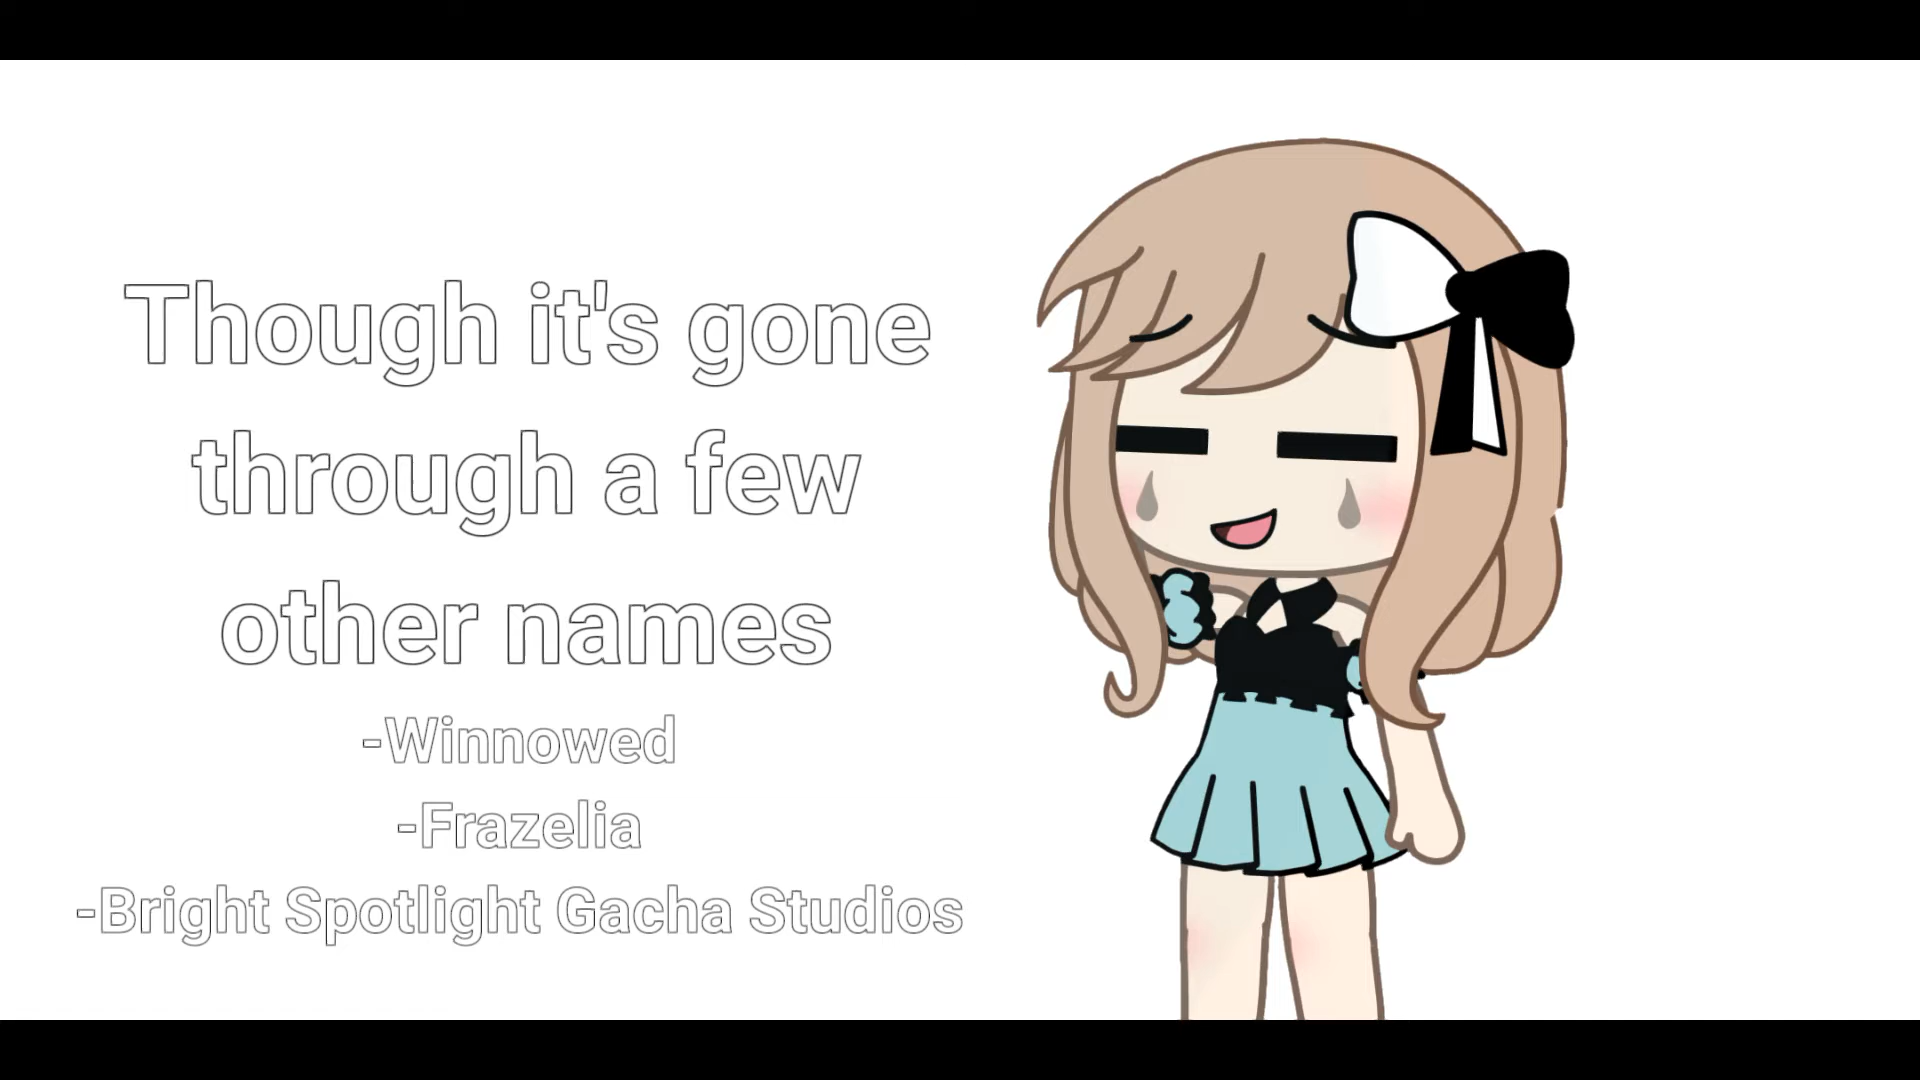 Though it's gone
through a few
other names
-Winnowed
-Frazelia
-Bright Spotlight Gacha Studios